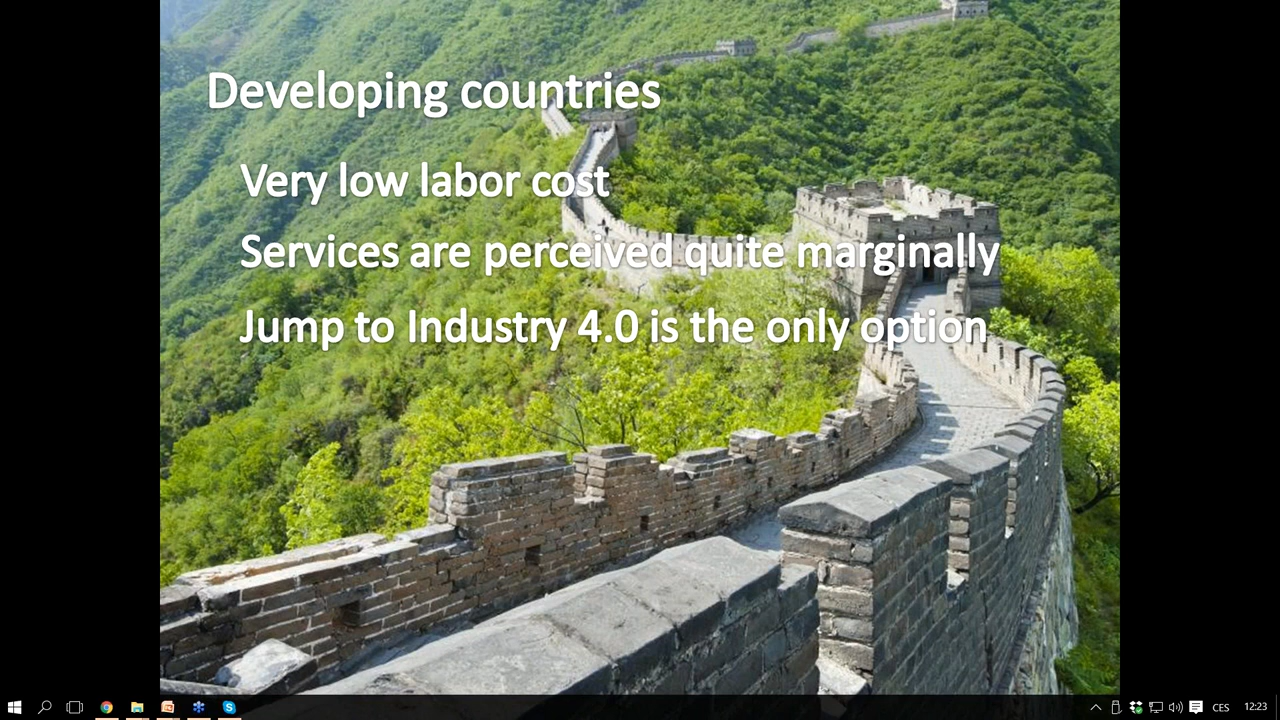 Developing countries
Very low labor cost
Services are perceived quite marginally
Jump to Industry 4.0 is the only option
CES
12:23